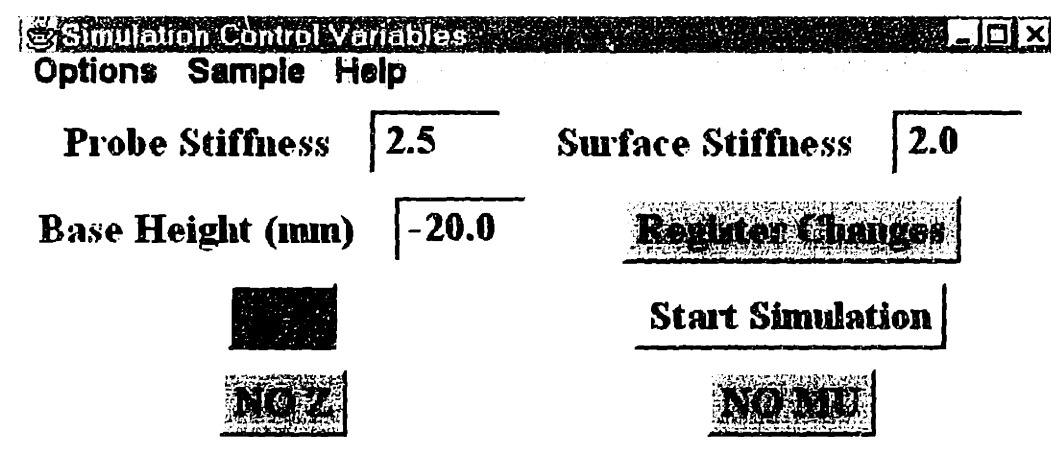 Simulation Control Variables
Options Sample Help
Probe Stiffness 2.5 Surface Stiffness 2.0
Base Height (mm) -20.0 Register Changes
Start Simulation
NO Z NO MU